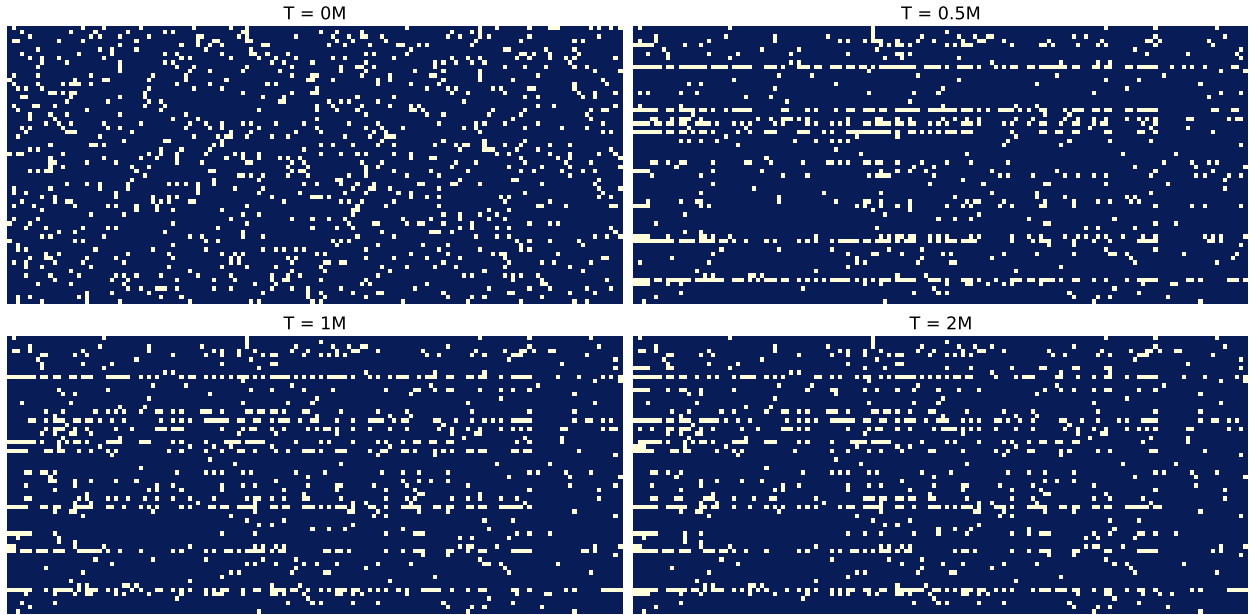 T = 0M
T = 0.5M
T = 1M
T = 2M